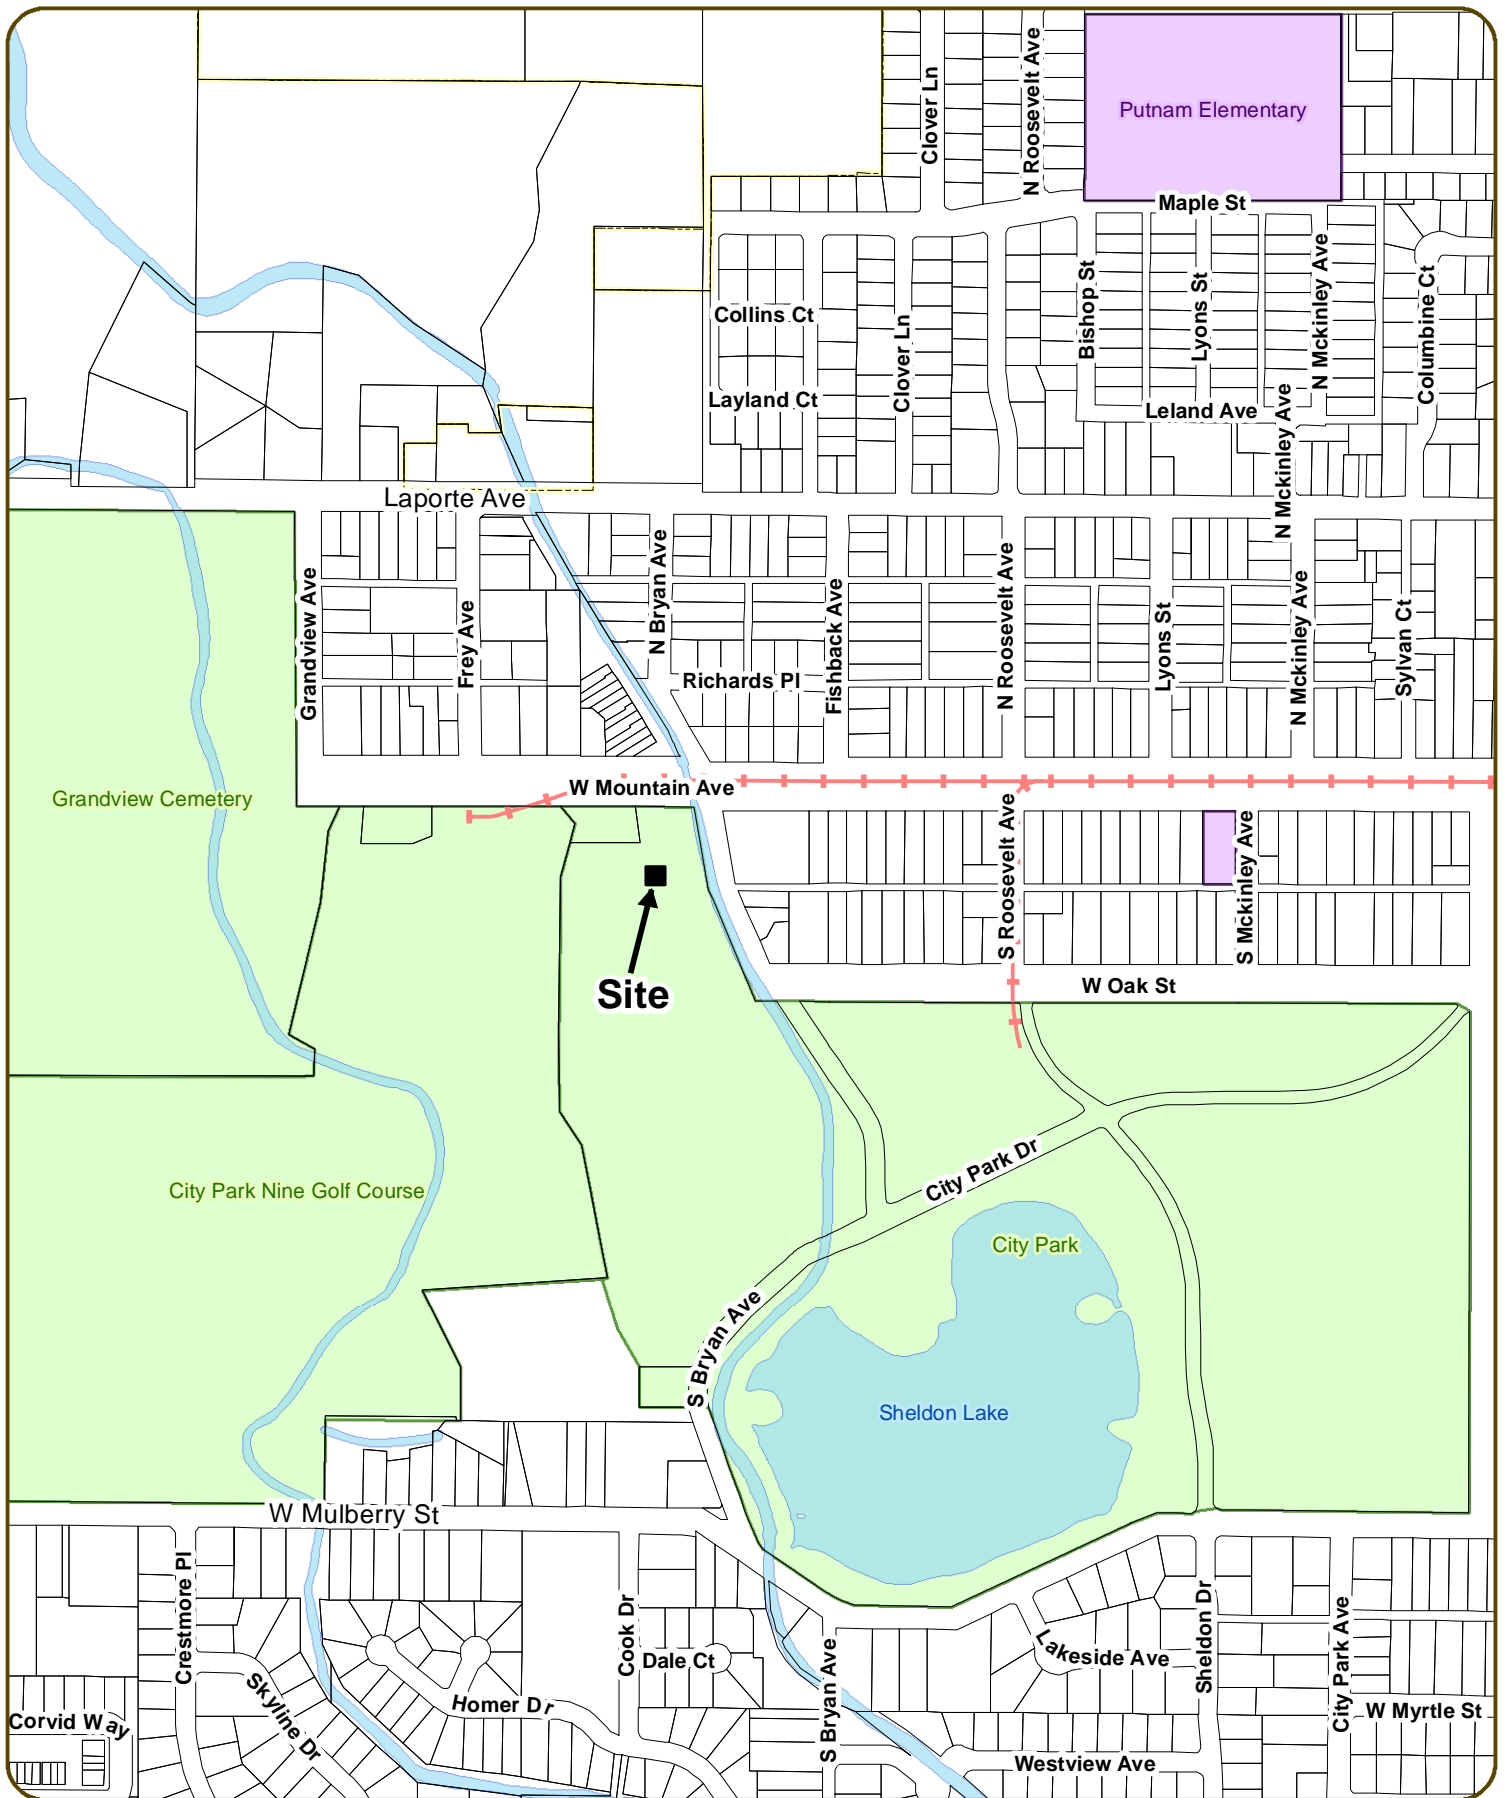 Clover Ln
N Roosevelt Ave
Putnam Elementary
Maple St
Bishop St
Lyons St
N Mckinley Ave
Columbine Ct
Collins Ct
Clover Ln
Layland Ct
Leland Ave
N Mckinley Ave
Laporte Ave
Grandview Ave
Frey Ave
N Bryan Ave
Fishback Ave
N Roosevelt Ave
Lyons St
N Mckinley Ave
Sylvan Ct
Richards Pl
W Mountain Ave
Grandview Cemetery
S Roosevelt Ave
S Mckinley Ave
Site
W Oak St
City Park Dr
City Park Nine Golf Course
City Park
S Bryan Ave
Sheldon Lake
W Mulberry St
Crestmore Pl
Cook Dr
Dale Ct
S Bryan Ave
Lakeside Ave
Sheldon Dr
City Park Ave
Skyline Dr
Homer Dr
Corvid Way
W Myrtle St
Westview Ave